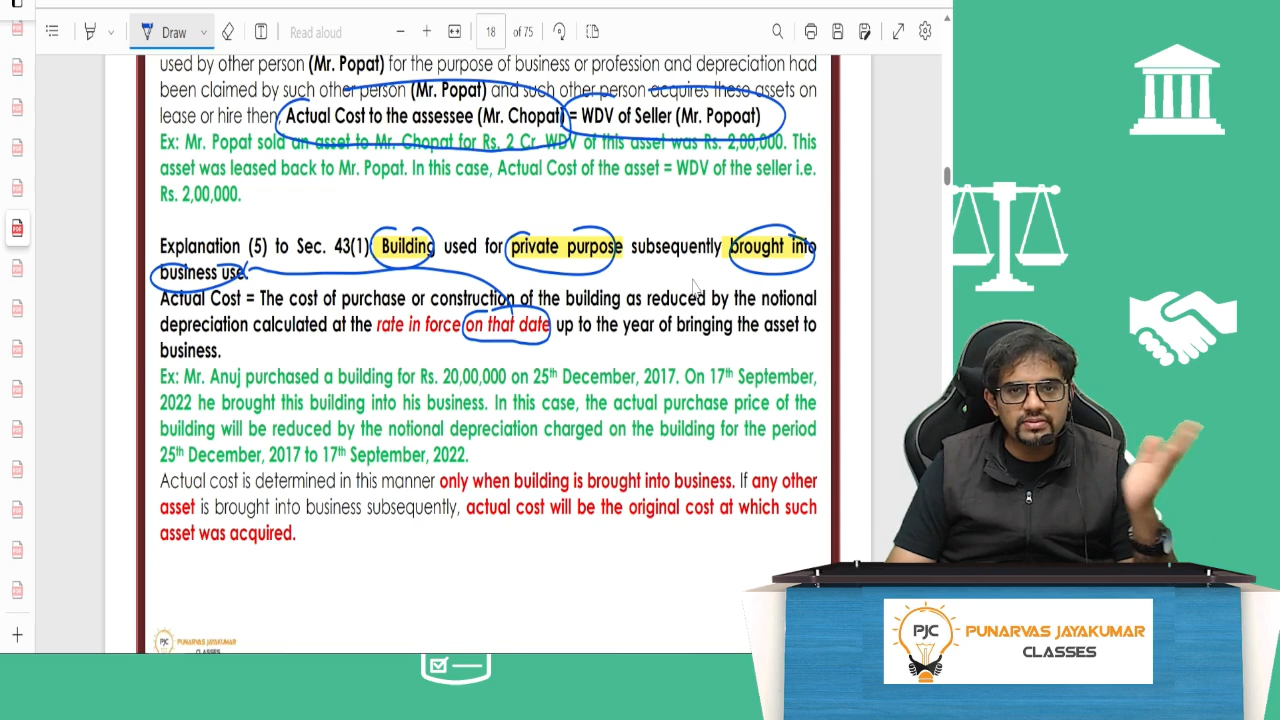 Draw
Read aloud
18 of 75
used by other person (Mr. Popat) for the purpose of business or profession and depreciation had
been claimed by such other person (Mr. Popat) and such other person acquires these assets on
lease or hire then, Actual Cost to the assessee (Mr. Chopat) = WDV of Seller (Mr. Popoat)
Ex: Mr. Popat sold an asset to Mr. Chopat for Rs. 2 Cr. WDV of this asset was Rs. 2,00,000. This
asset was leased back to Mr. Popat. In this case, Actual Cost of the asset = WDV of the seller i.e.
Rs. 2,00,000.
Explanation (5) to Sec. 43(1) Building used for private purpose subsequently brought into
business use.
Actual Cost = The cost of purchase or construction of the building as reduced by the notional
depreciation calculated at the rate in force on that date up to the year of bringing the asset to
business.
Ex: Mr. Anuj purchased a building for Rs. 20,00,000 on 25th December, 2017. On 17th September,
2022 he brought this building into his business. In this case, the actual purchase price of the
building will be reduced by the notional depreciation charged on the building for the period
25th December, 2017 to 17th September, 2022.
Actual cost is determined in this manner only when building is brought into business. If any other
asset is brought into business subsequently, actual cost will be the original cost at which such
asset was acquired.
PJC PUNARVAS JAYAKUMAR
CLASSES
PJC PUNARVAS JAYAKUMAR
CLASSES